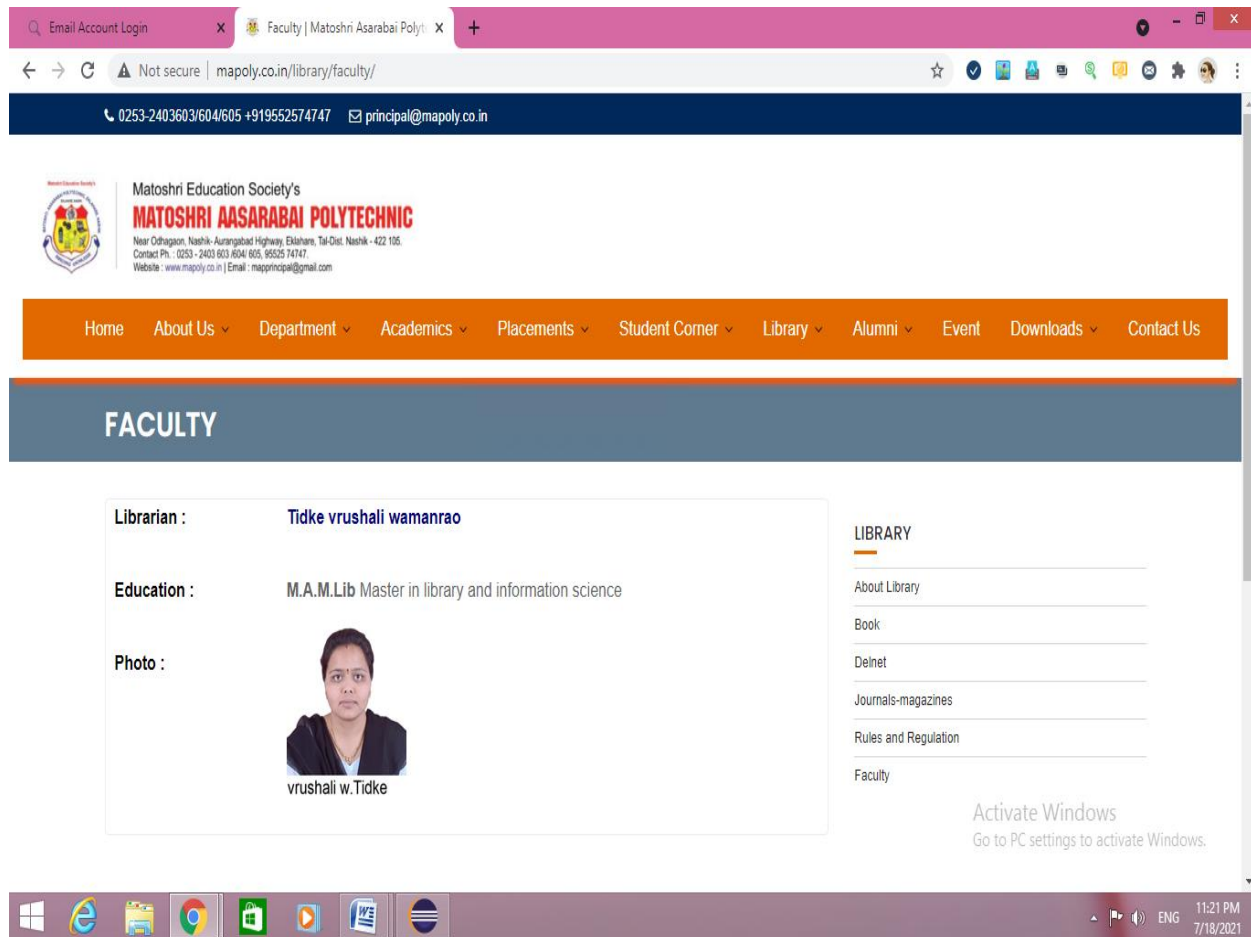 Email Account Login
Faculty | Matoshri Asarabai Polyt
Not secure | mapoly.co.in/library/faculty/
0253-2403603/604/605 +919552574747 principal@mapoly.co.in
Matoshri Education Society's
MATOSHRI AASARABAI POLYTECHNIC
Near Odhagaon, Nashik- Aurangabad Highway, Eklahare, Tal-Dist. Nashik - 422 105.
Contact Ph. : 0253 - 2403 603 /604/ 605, 95525 74747.
Website : www.mapoly.co.in | Email : mapprincipal@gmail.com
Home About Us Department Academics Placements Student Corner Library Alumni Event Downloads Contact Us
FACULTY
Librarian : Tidke vrushali wamanrao
Education : M.A.M.Lib Master in library and information science
Photo :
vrushali w.Tidke
LIBRARY
About Library
Book
Delnet
Journals-magazines
Rules and Regulation
Faculty
Activate Windows
Go to PC settings to activate Windows.
ENG
11:21 PM
7/18/2021